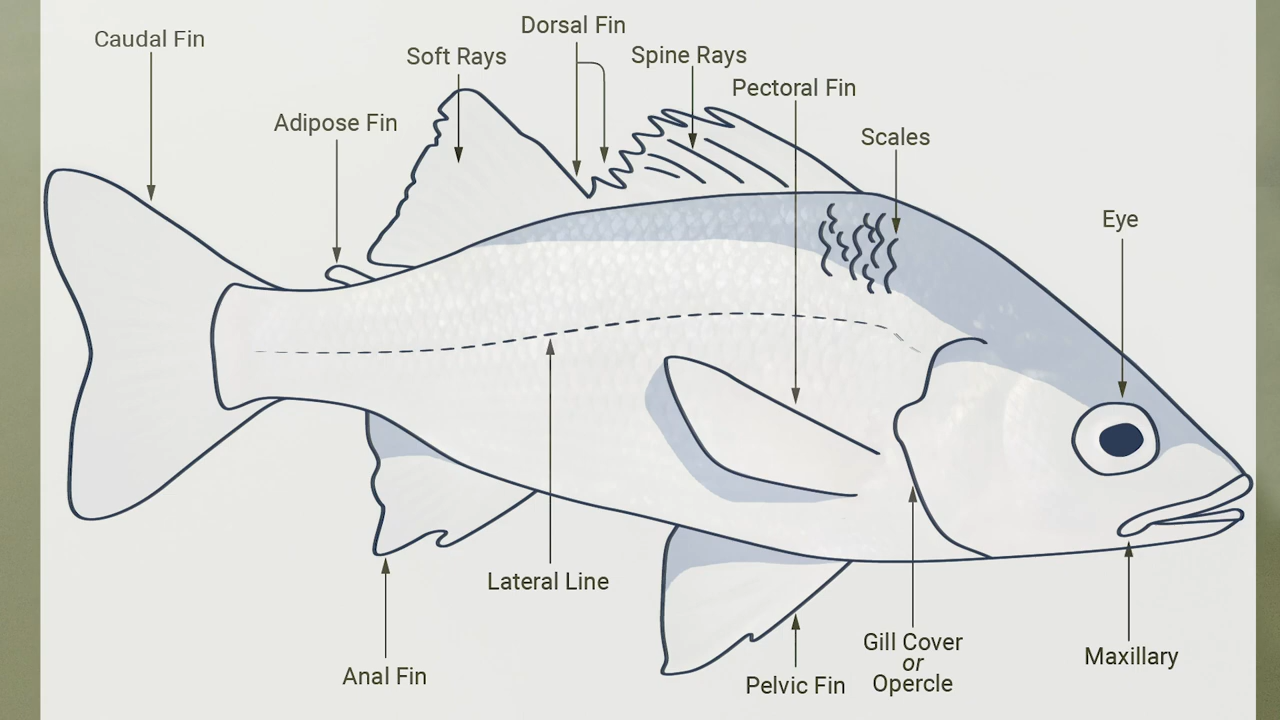 Dorsal Fin
Caudal Fin
Soft Rays
Spine Rays
Pectoral Fin
Adipose Fin
Scales
Eye
Lateral Line
Gill Cover
or
Opercle
Maxillary
Anal Fin
Pelvic Fin